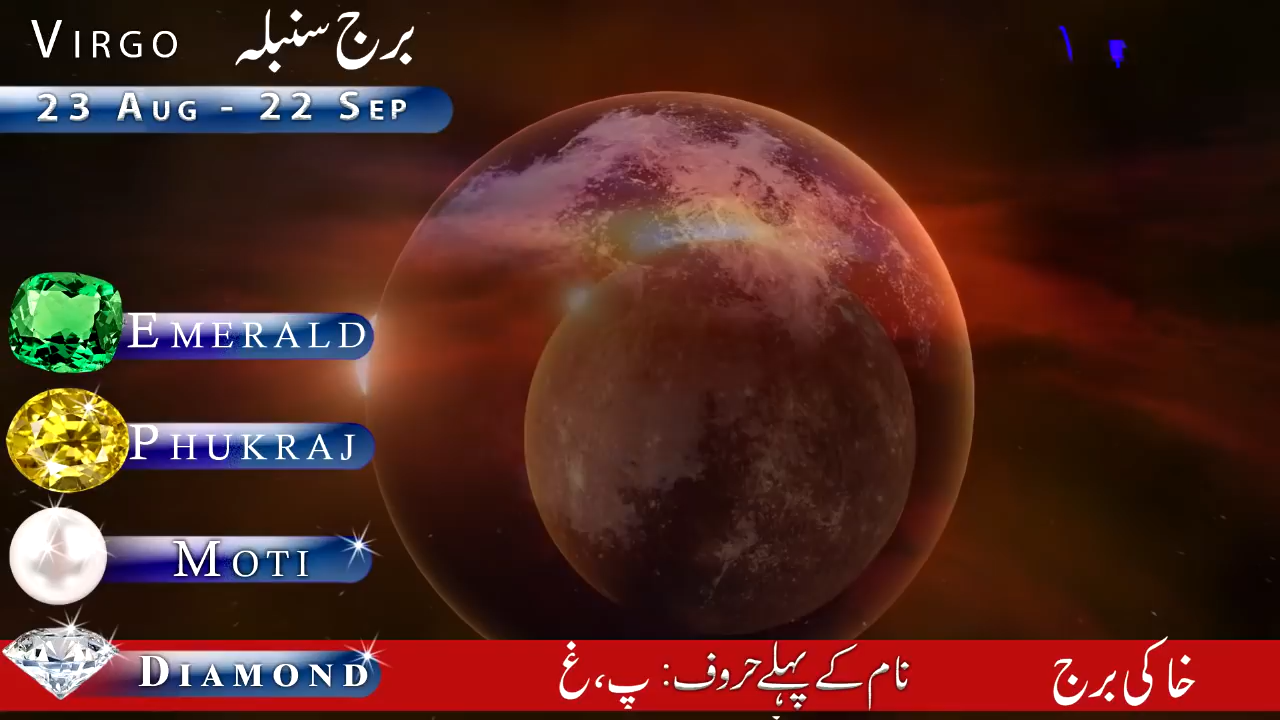 Virgo برج سنبلہ
23 Aug - 22 Sep
Emerald
Phukraj
Moti
Diamond
نام کے پہلے حروف: پ، غ
خاکی برج